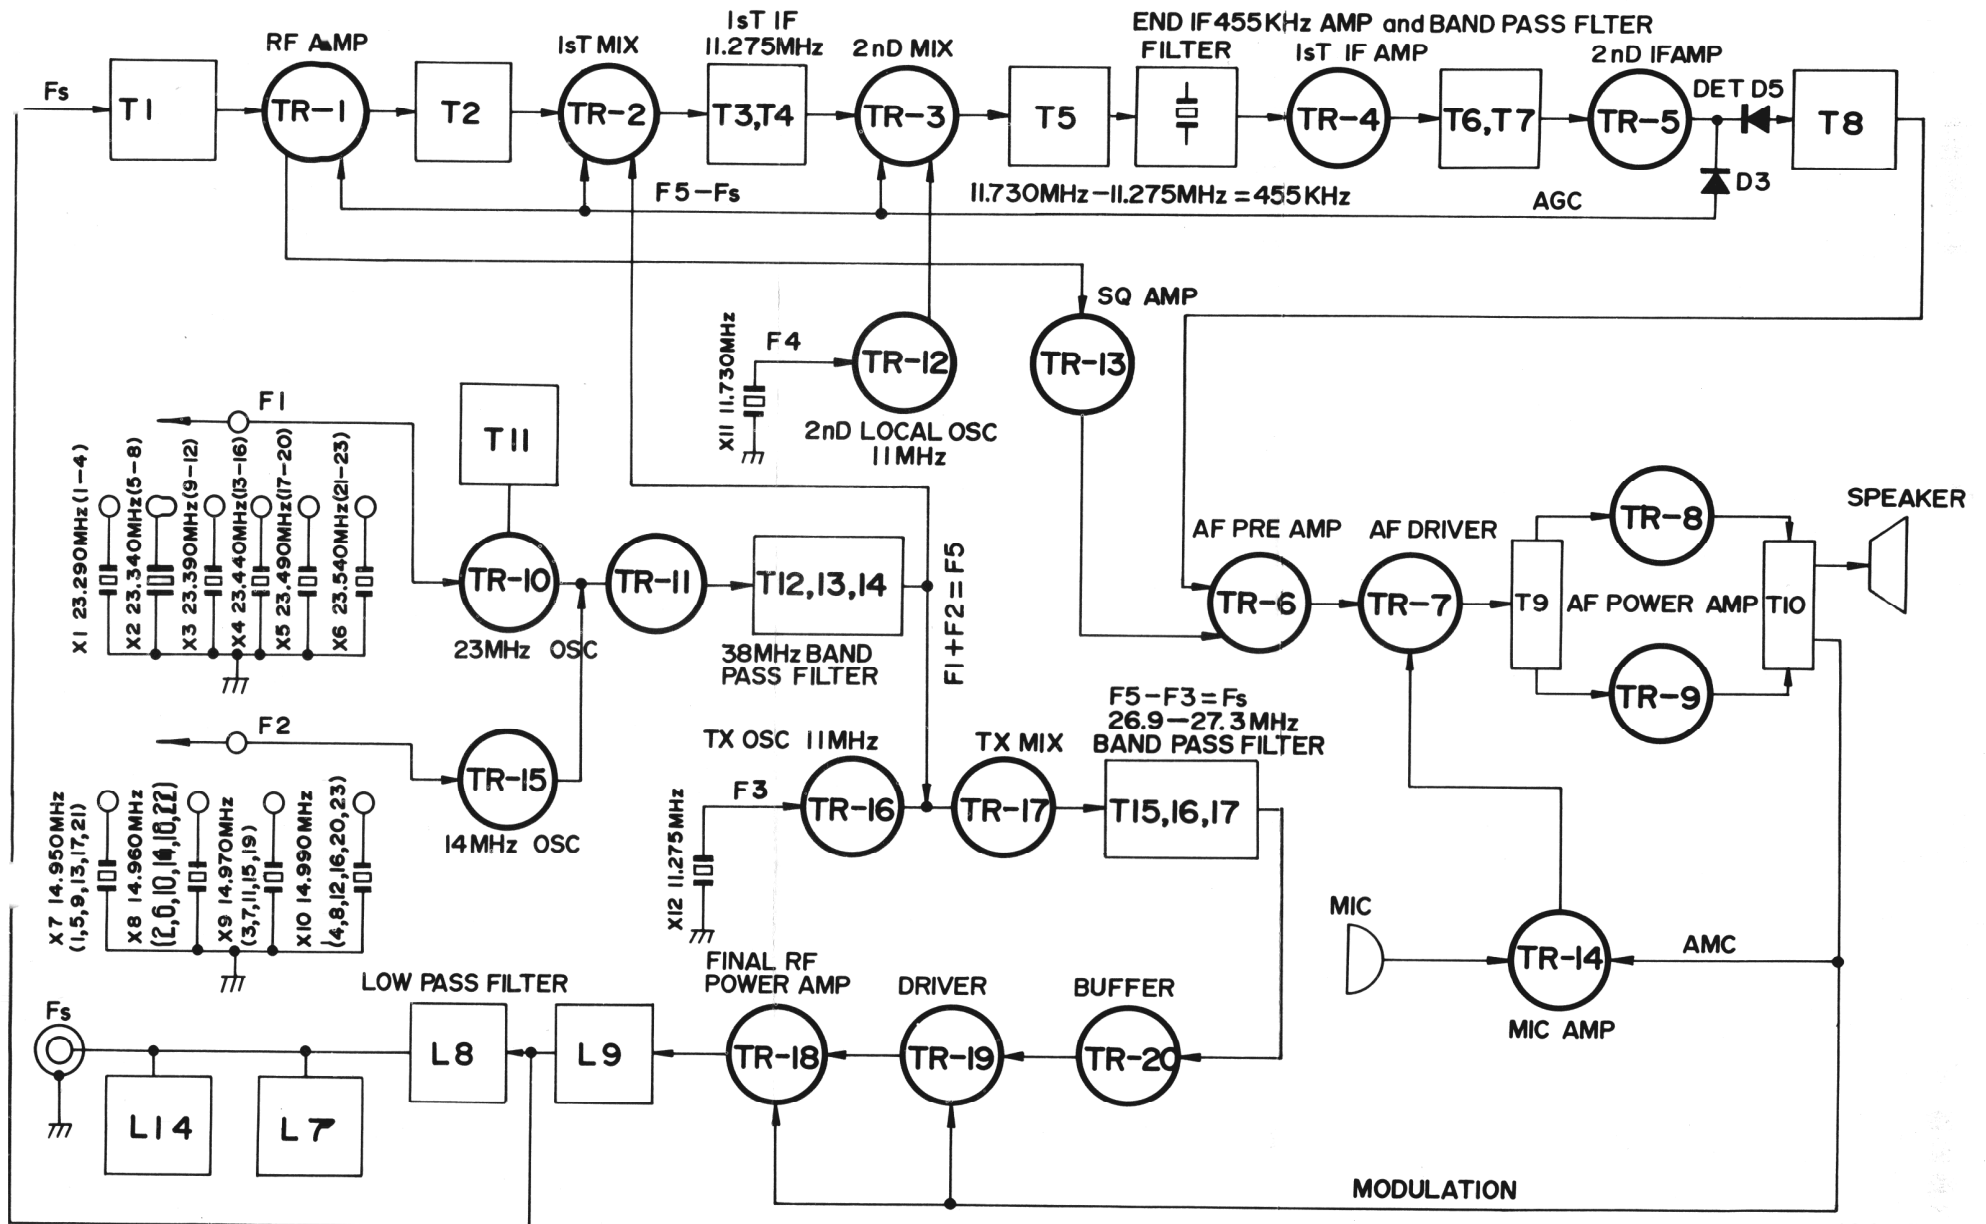 1sT IF
11.275MHz
END IF 455KHz AMP and BAND PASS FLTER
RF AMP
1sT MIX
2nD MIX
FILTER
1sT IF AMP
2nD IFAMP
DET D5
Fs
T1
TR-1
T2
TR-2
T3,T4
TR-3
T5
TR-4
T6,T7
TR-5
T8
D3
F5-Fs
11.730MHz-11.275MHz=455KHz
AGC
SQ AMP
X11 11.730MHz
F4
TR-12
TR-13
2nD LOCAL OSC
11MHz
F1
T11
X1 23.290MHz(1-4)
X2 23.340MHz(5-8)
X3 23.390MHz(9-12)
X4 23.440MHz(13-16)
X5 23.490MHz(17-20)
X6 23.540MHz(21-23)
TR-10
23MHz OSC
TR-11
T12,13,14
38MHz BAND
PASS FILTER
F1+F2=F5
AF PRE AMP
AF DRIVER
SPEAKER
TR-6
TR-7
T9
TR-8
AF POWER AMP
TR-9
T10
F2
TR-15
14MHz OSC
X7 14.950MHz
(1,5,9,13,17,21)
X8 14.960MHz
(2,6,10,14,18,22)
X9 14.970MHz
(3,7,11,15,19)
X10 14.990MHz
(4,8,12,16,20,23)
TX OSC 11MHz
F3
X12 11.275MHz
TR-16
TX MIX
TR-17
F5-F3=Fs
26.9-27.3MHz
BAND PASS FILTER
T15,16,17
MIC
TR-14
AMC
MIC AMP
Fs
LOW PASS FILTER
FINAL RF
POWER AMP
DRIVER
BUFFER
L8
L9
TR-18
TR-19
TR-20
L14
L7
MODULATION